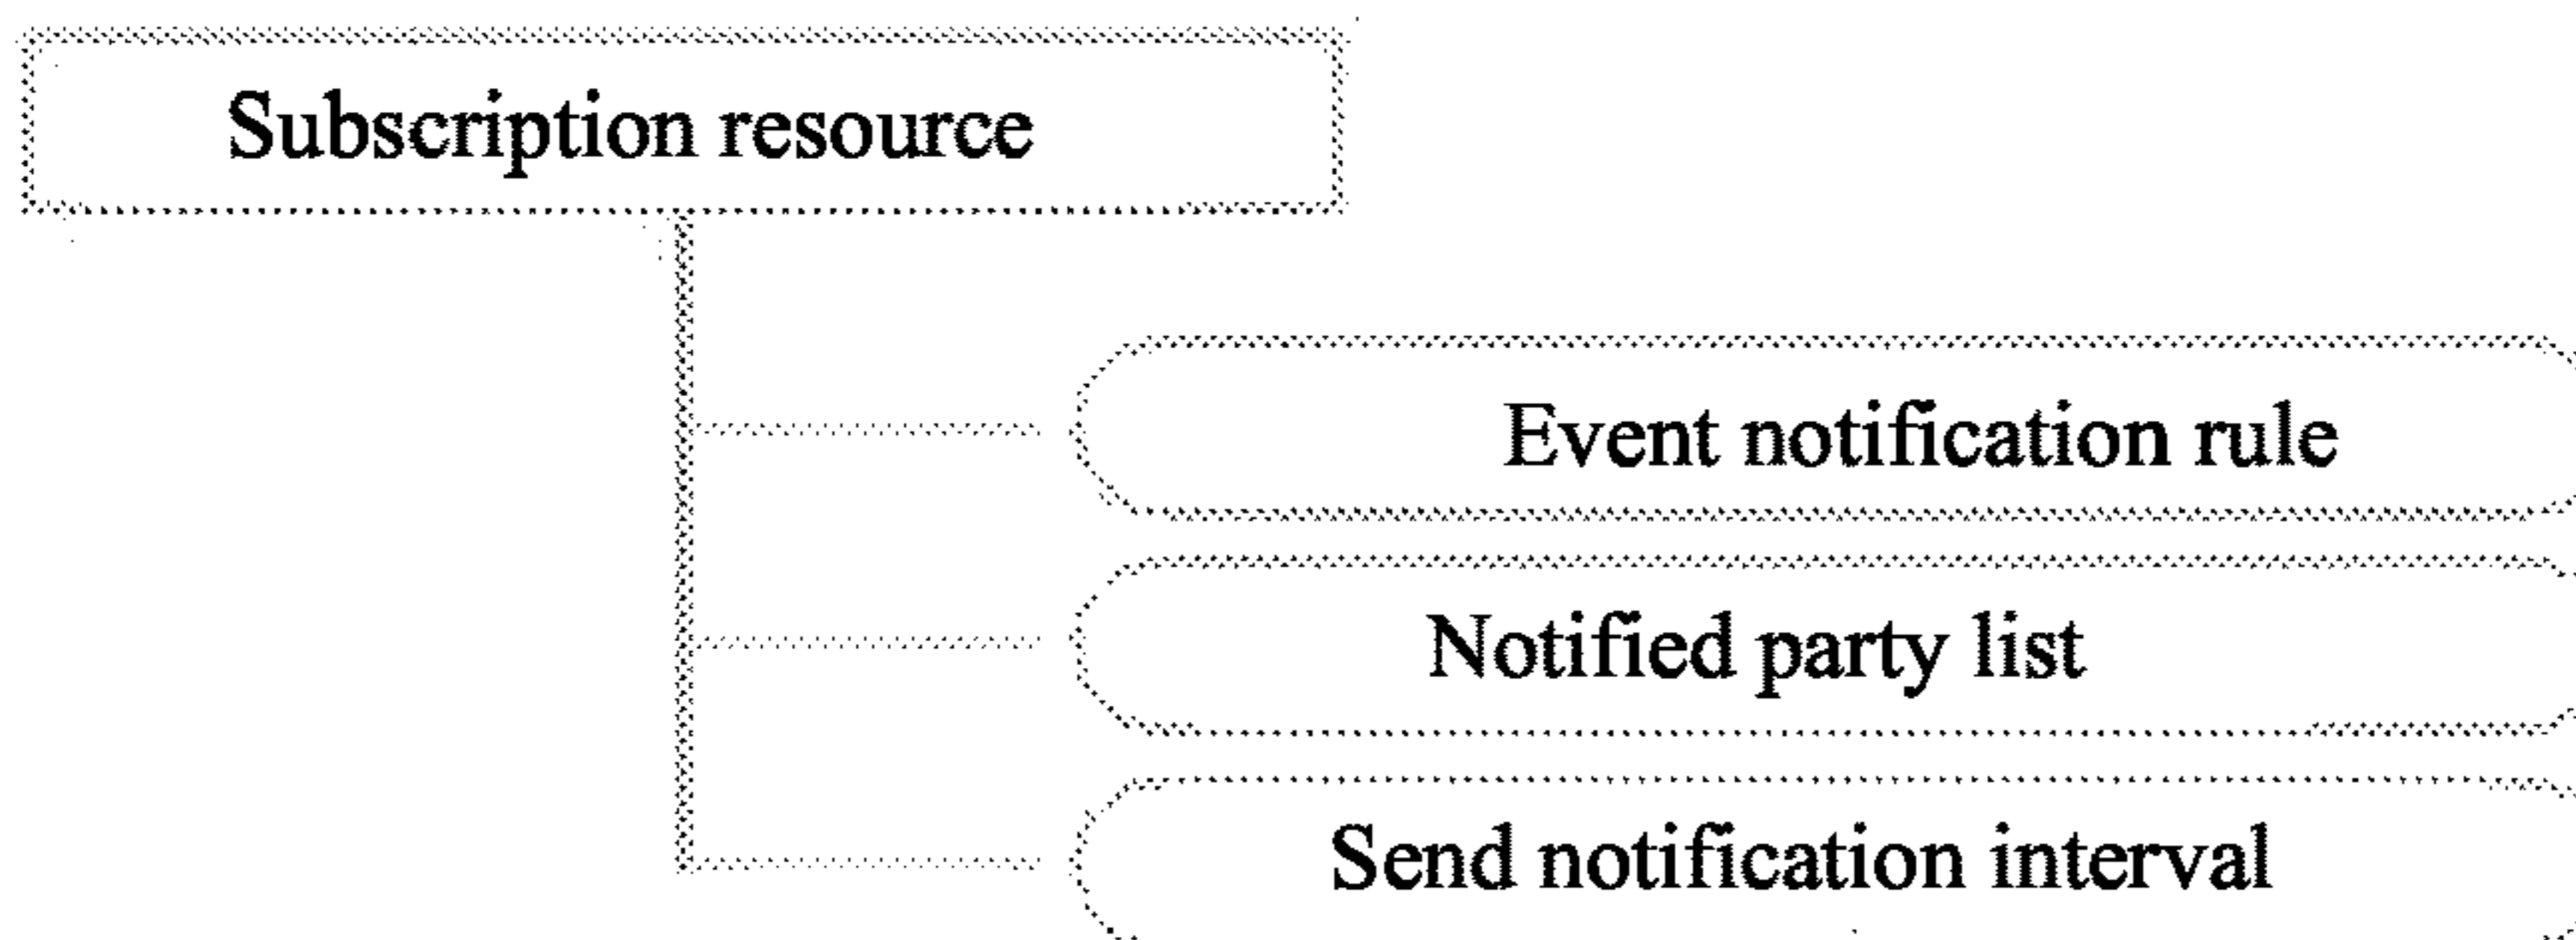 Subscription resource
Event notification rule
Notified party list
Send notification interval